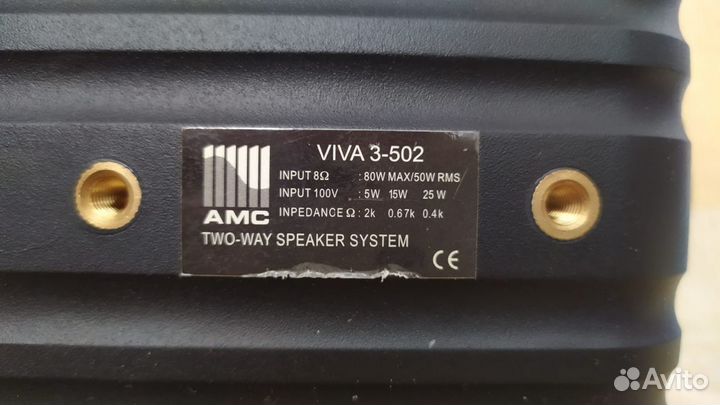 VIVA 3-502
INPUT 8Ω : 80W MAX/50W RMS
INPUT 100V : 5W 15W 25 W
INPEDANCE Ω : 2k 0.67k 0.4k
AMC
TWO-WAY SPEAKER SYSTEM
CE
Avito